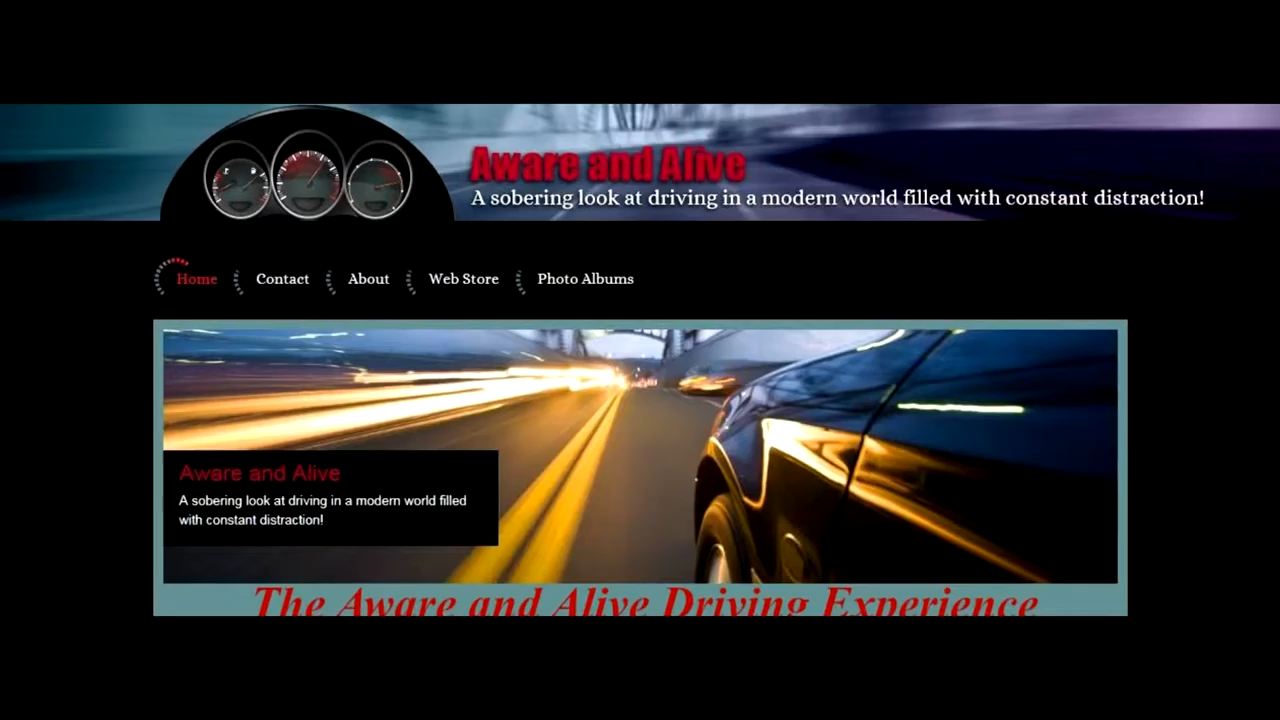 Aware and Alive
A sobering look at driving in a modern world filled with constant distraction!
Home Contact About Web Store Photo Albums
Aware and Alive
A sobering look at driving in a modern world filled
with constant distraction!
The Aware and Alive Driving Experience